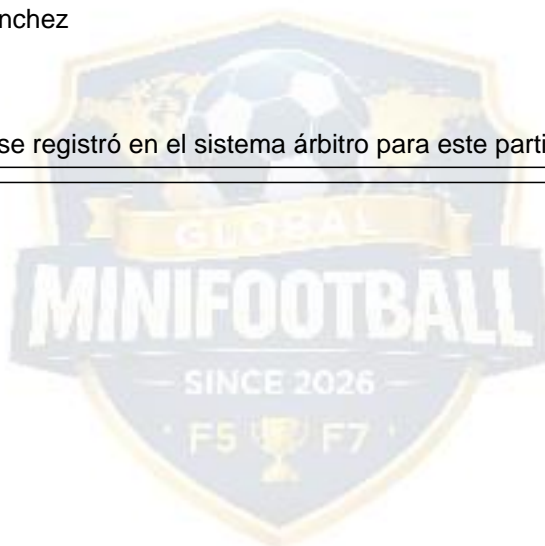 nchez
se registró en el sistema árbitro para este parti
GLOBAL
MINIFOOTBALL
SINCE 2026
F5 F7